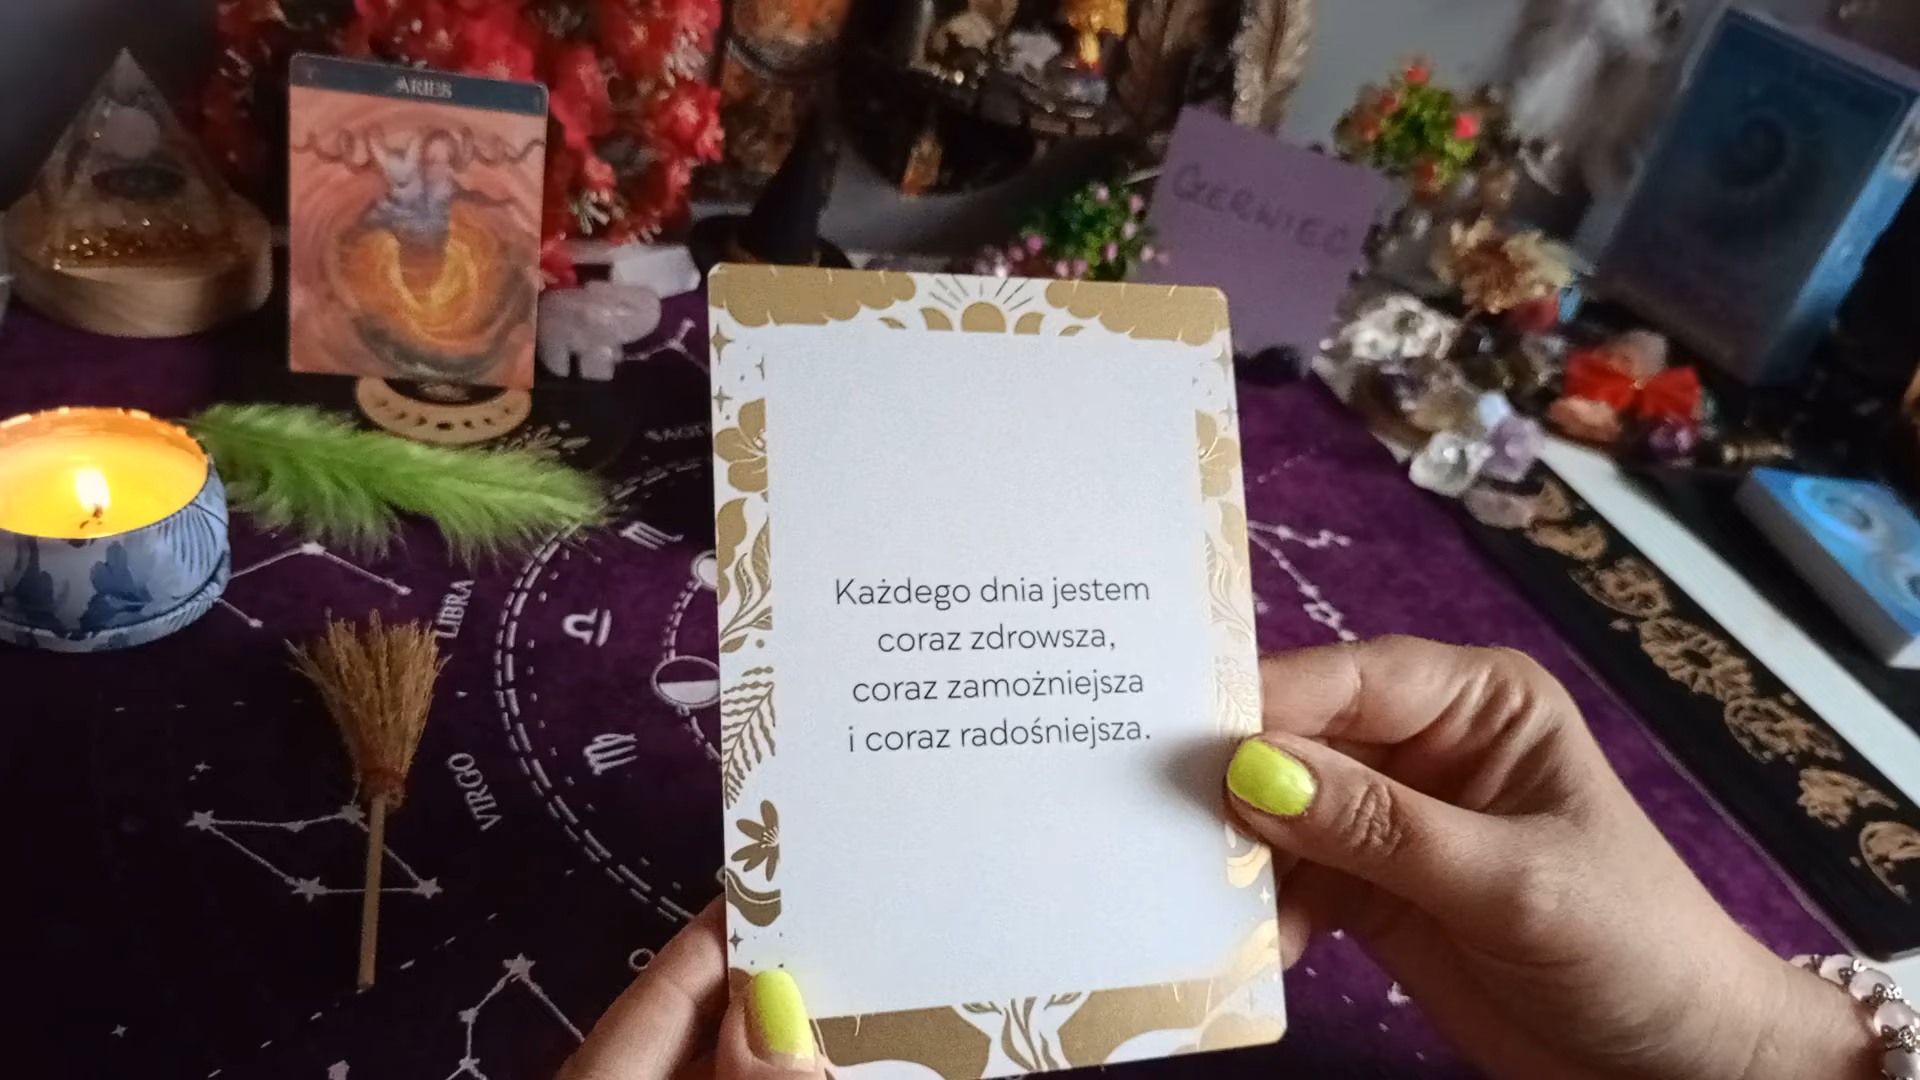 ARIES
CZERWIEC
Każdego dnia jestem
coraz zdrowsza,
coraz zamożniejsza
i coraz radośniejsza.
LIBRA
VIRGO